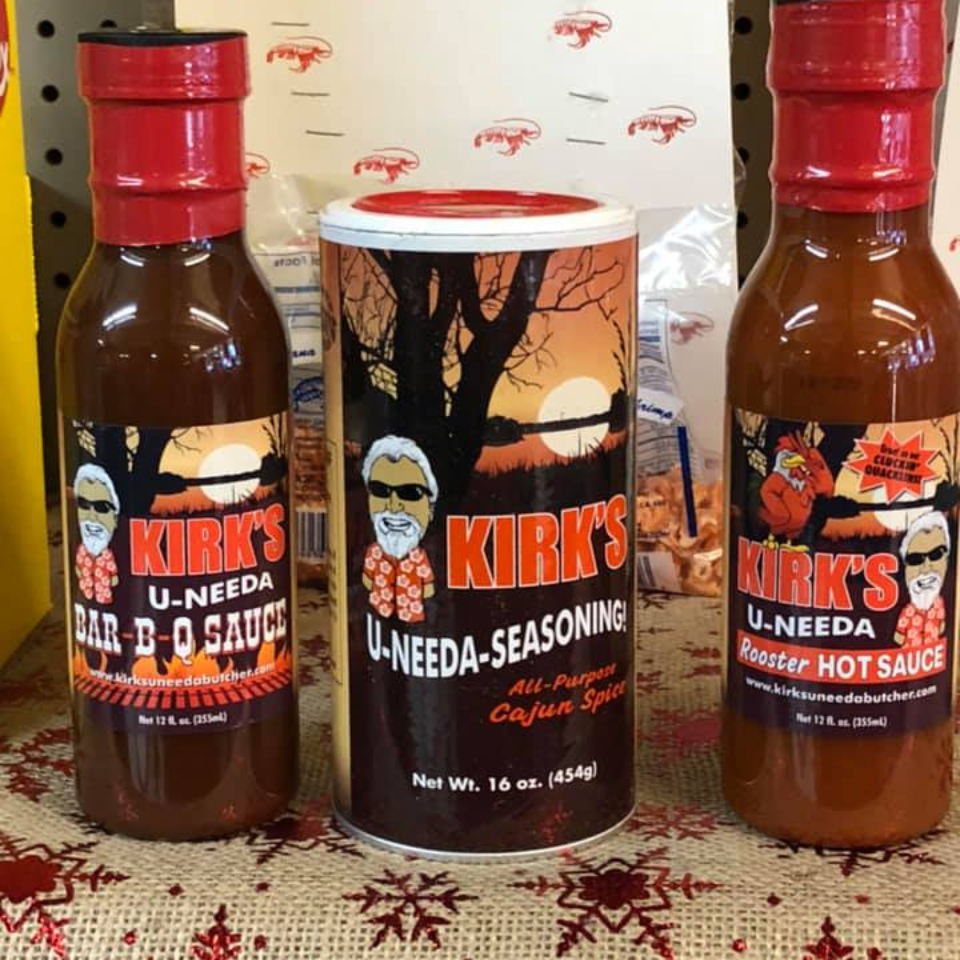 KIRK'S
U-NEEDA
BAR-B-Q SAUCE
www.kirksuneedabutcher.com
Net 12 fl. oz. (355mL)
KIRK'S
U-NEEDA-SEASONING!
All-Purpose
Cajun Spice
Net Wt. 16 oz. (454g)
CLUCKIN'
QUACKLIN'
KIRK'S
U-NEEDA
Rooster HOT SAUCE
www.kirksuneedabutcher.com
Net 12 fl. oz. (355mL)